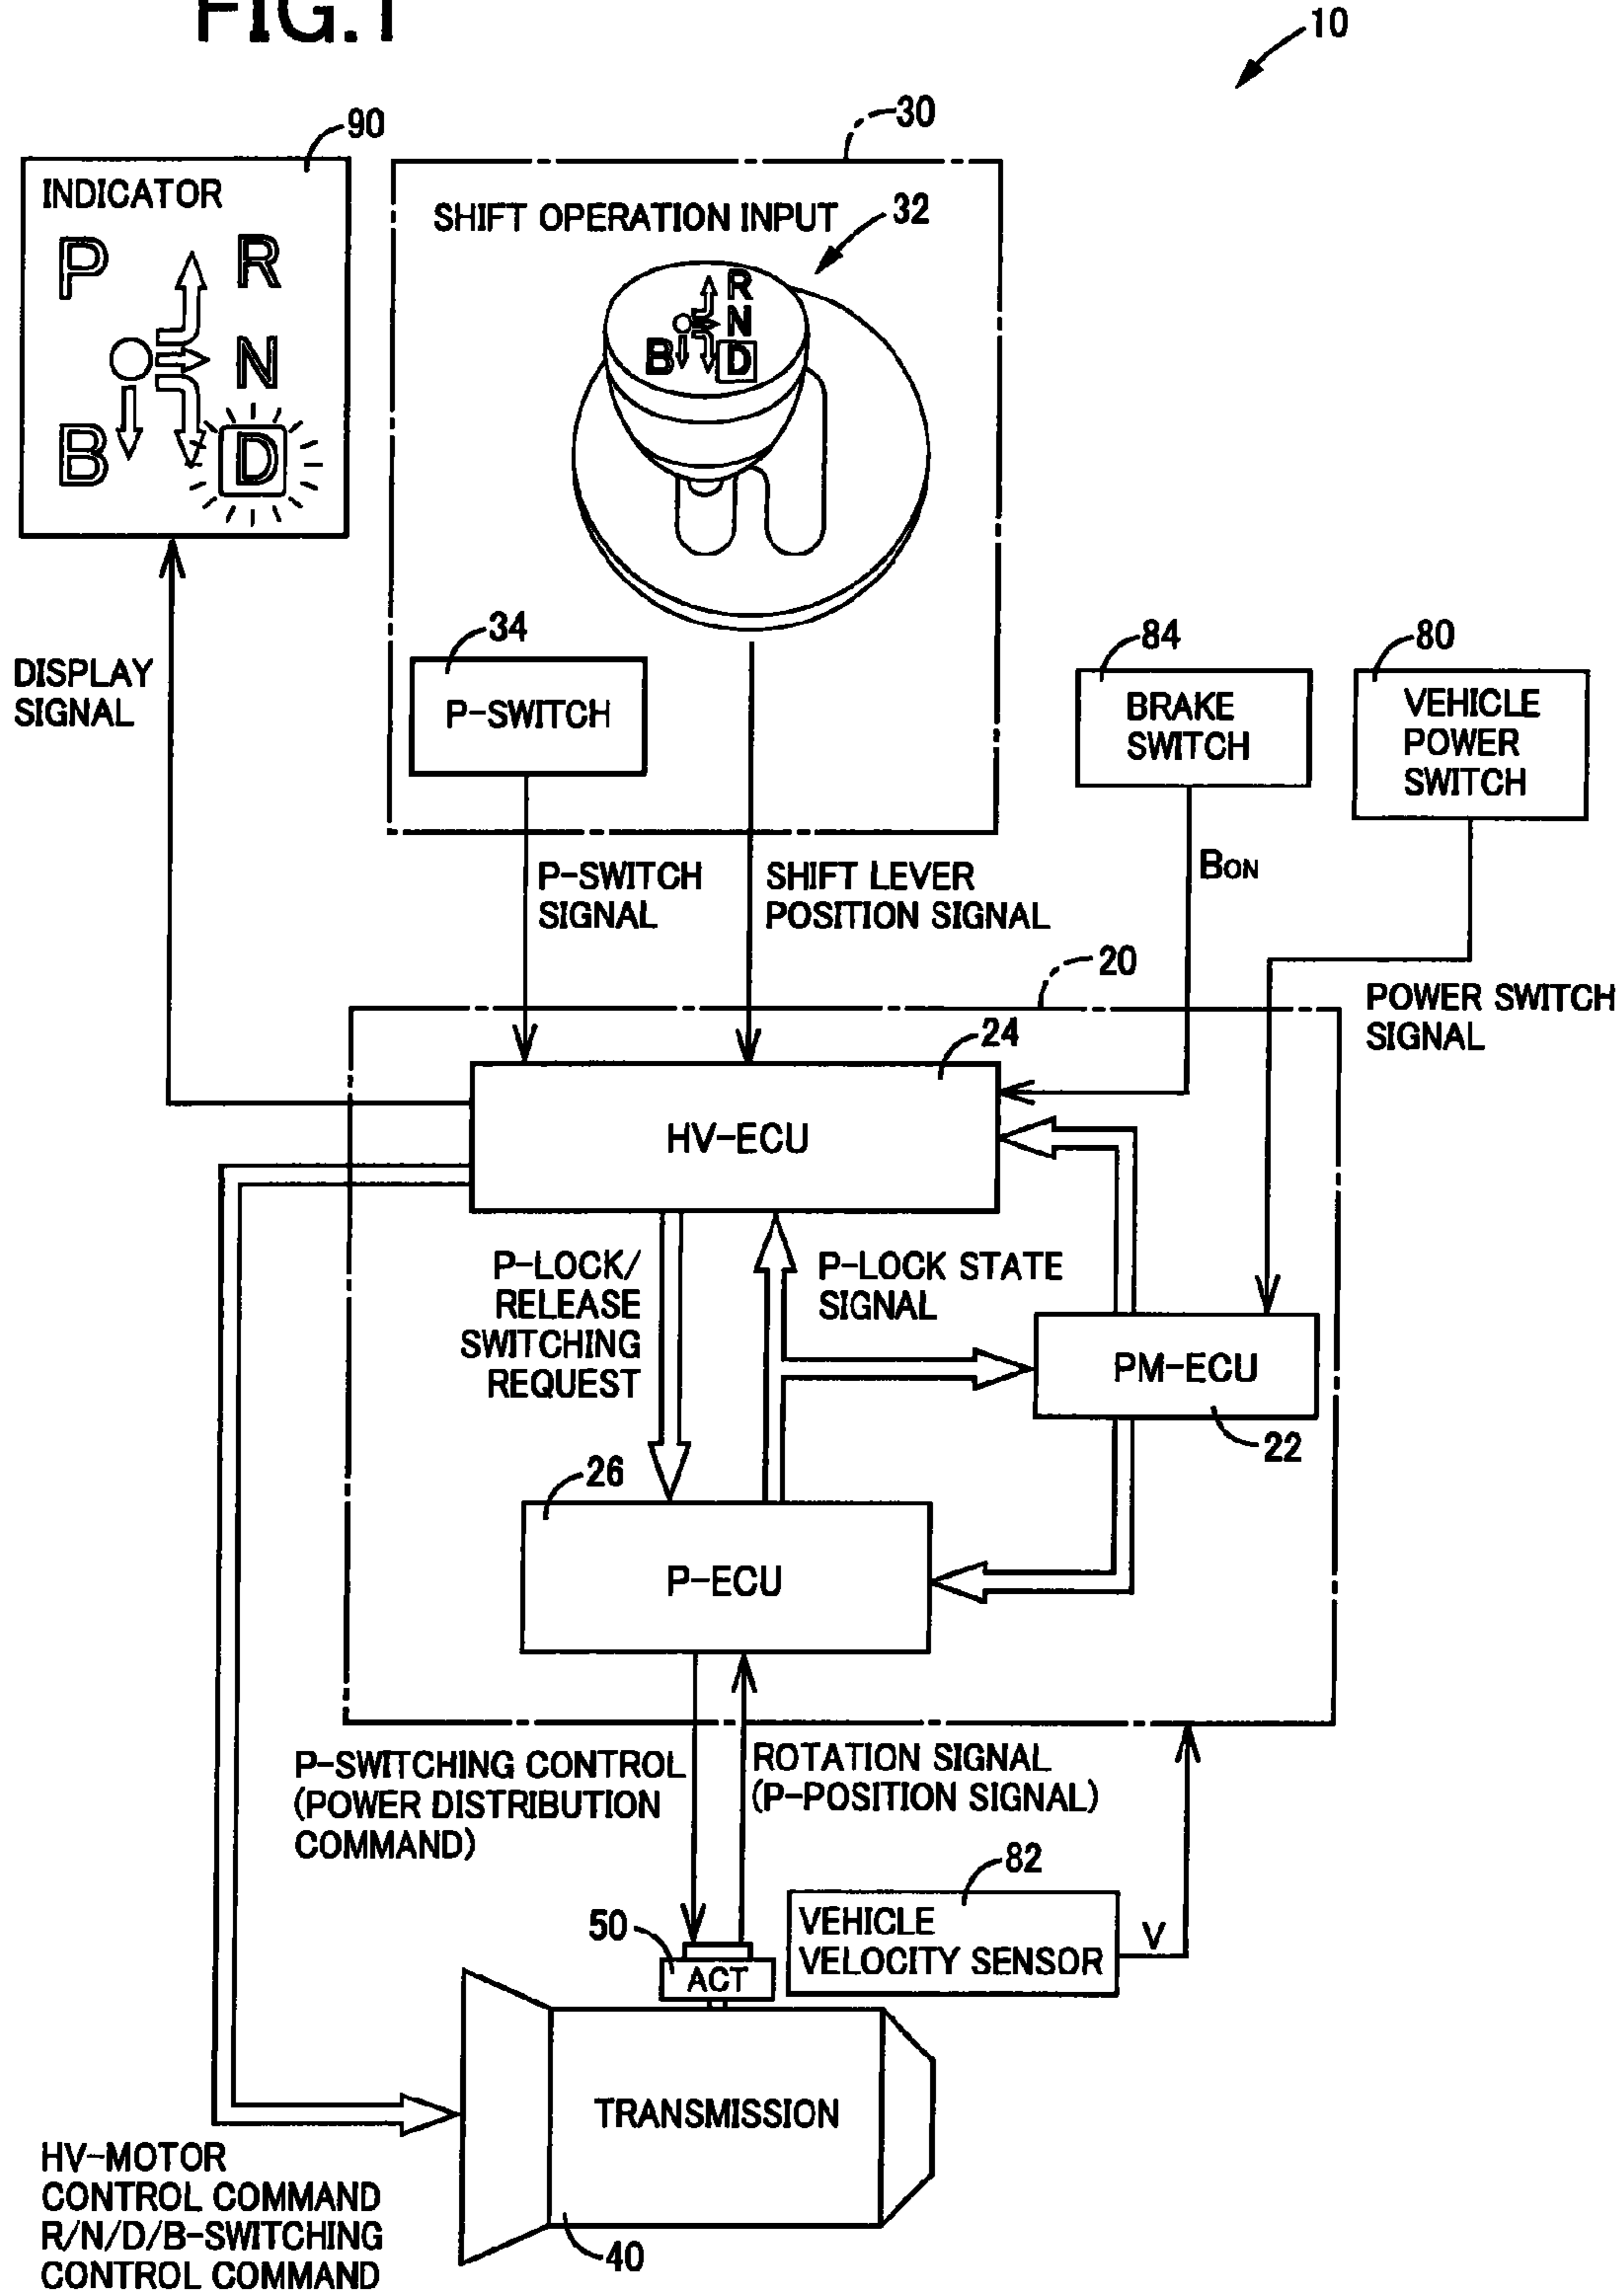 FIG.1
10
90
INDICATOR
P
R
N
B
D
30
SHIFT OPERATION INPUT
32
R
N
B
D
34
P-SWITCH
DISPLAY
SIGNAL
84
BRAKE
SWITCH
80
VEHICLE
POWER
SWITCH
P-SWITCH
SIGNAL
SHIFT LEVER
POSITION SIGNAL
BON
20
POWER SWITCH
SIGNAL
24
HV-ECU
P-LOCK/
RELEASE
SWITCHING
REQUEST
P-LOCK STATE
SIGNAL
PM-ECU
22
26
P-ECU
P-SWITCHING CONTROL
(POWER DISTRIBUTION
COMMAND)
ROTATION SIGNAL
(P-POSITION SIGNAL)
82
VEHICLE
VELOCITY SENSOR
V
50
ACT
TRANSMISSION
40
HV-MOTOR
CONTROL COMMAND
R/N/D/B-SWITCHING
CONTROL COMMAND